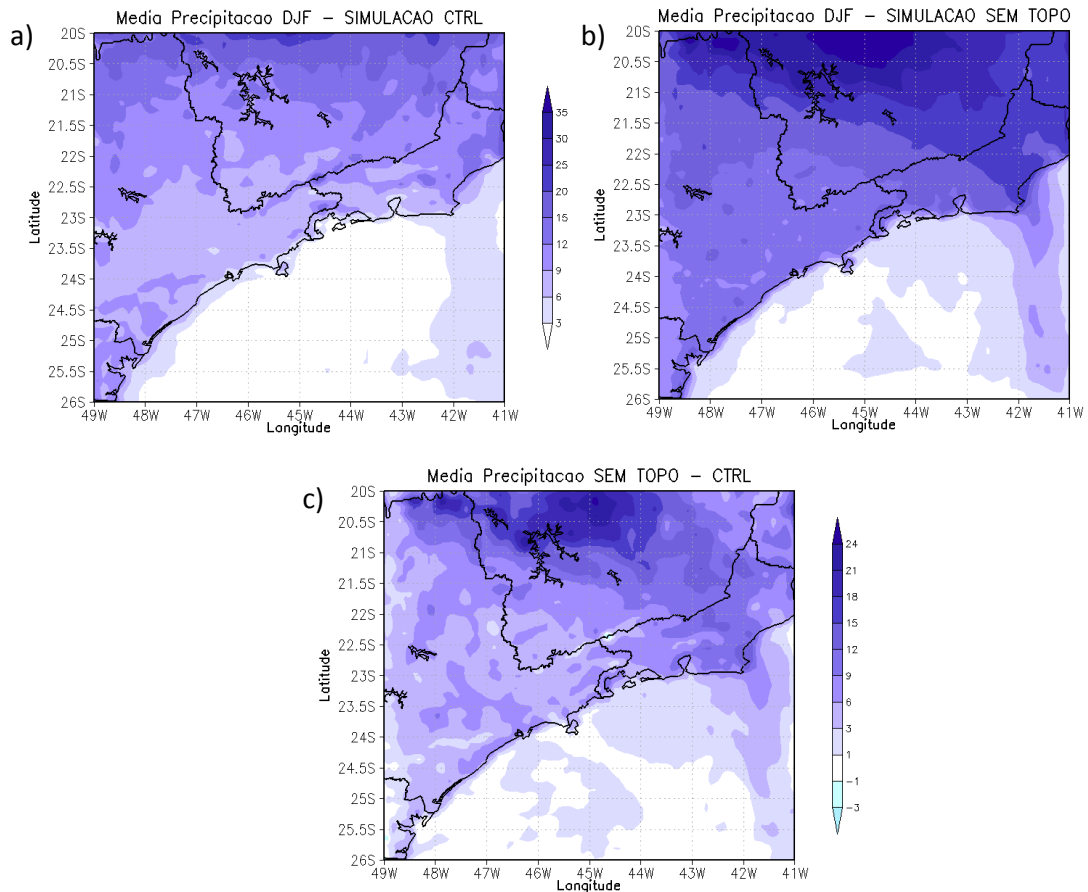 a)
Media Precipitacao DJF – SIMULACAO CTRL
20S
20.5S
21S
21.5S
22S
22.5S
23S
23.5S
24S
24.5S
25S
25.5S
26S
Latitude
49W 48W 47W 46W 45W 44W 43W 42W 41W
Longitude
35
30
25
20
15
12
9
6
3
b)
Media Precipitacao DJF – SIMULACAO SEM TOPO
20S
20.5S
21S
21.5S
22S
22.5S
23S
23.5S
24S
24.5S
25S
25.5S
26S
Latitude
49W 48W 47W 46W 45W 44W 43W 42W 41W
Longitude
c)
Media Precipitacao SEM TOPO – CTRL
20S
20.5S
21S
21.5S
22S
22.5S
23S
23.5S
24S
24.5S
25S
25.5S
26S
Latitude
49W 48W 47W 46W 45W 44W 43W 42W 41W
Longitude
24
21
18
15
12
9
6
3
1
−1
−3